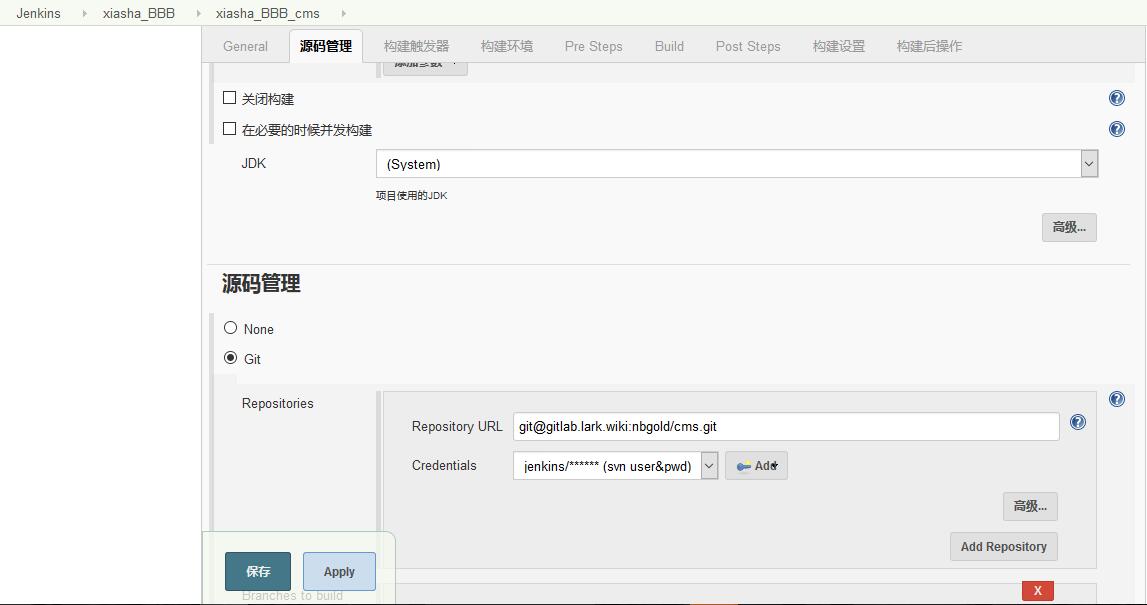 Jenkins xiasha_BBB xiasha_BBB_cms
General 源码管理 构建触发器 构建环境 Pre Steps Build Post Steps 构建设置 构建后操作
添加参数
关闭构建
在必要的时候并发构建
JDK (System)
项目使用的JDK
高级...
源码管理
None
Git
Repositories
Repository URL git@gitlab.lark.wiki:nbgold/cms.git
Credentials jenkins/****** (svn user&pwd) Add
高级...
Add Repository
保存 Apply
X
Branches to build